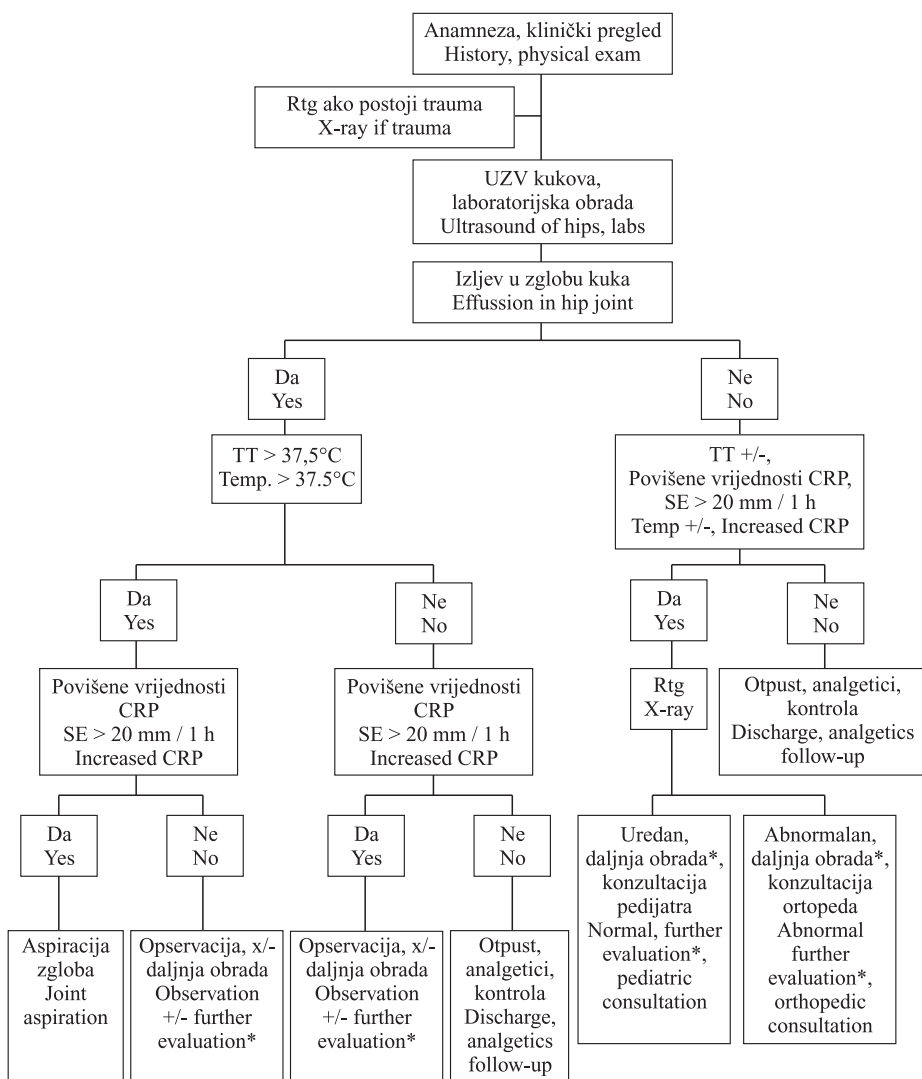 Anamneza, klinički pregled
History, physical exam
Rtg ako postoji trauma
X-ray if trauma
UZV kukova,
laboratorijska obrada
Ultrasound of hips, labs
Izljev u zglobu kuka
Effussion in hip joint
Da
Yes
Ne
No
TT > 37,5°C
Temp. > 37.5°C
TT +/-,
Povišene vrijednosti CRP,
SE > 20 mm / 1 h
Temp +/-, Increased CRP
Da
Yes
Ne
No
Da
Yes
Ne
No
Povišene vrijednosti
CRP
SE > 20 mm / 1 h
Increased CRP
Povišene vrijednosti
CRP
SE > 20 mm / 1 h
Increased CRP
Rtg
X-ray
Otpust, analgetici,
kontrola
Discharge, analgetics
follow-up
Da
Yes
Ne
No
Da
Yes
Ne
No
Uredan,
daljnja obrada*,
konzultacija
pedijatra
Normal, further
evaluation*,
pediatric
consultation
Abnormalan,
daljnja obrada*,
konzultacija
ortopeda
Abnormal
further
evaluation*,
orthopedic
consultation
Aspiracija
zgloba
Joint
aspiration
Opservacija, x/-
daljnja obrada
Observation
+/- further
evaluation*
Opservacija, x/-
daljnja obrada
Observation
+/- further
evaluation*
Otpust,
analgetici,
kontrola
Discharge,
analgetics
follow-up